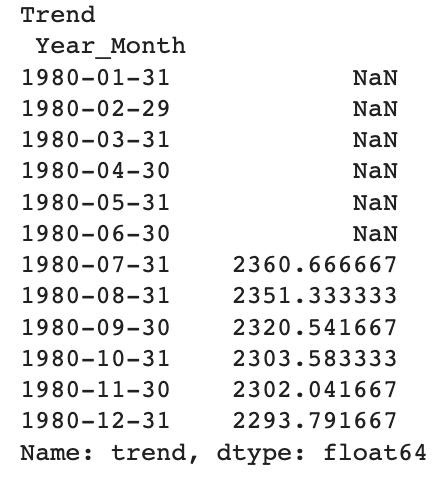 Trend
Year_Month
1980-01-31 NaN
1980-02-29 NaN
1980-03-31 NaN
1980-04-30 NaN
1980-05-31 NaN
1980-06-30 NaN
1980-07-31 2360.666667
1980-08-31 2351.333333
1980-09-30 2320.541667
1980-10-31 2303.583333
1980-11-30 2302.041667
1980-12-31 2293.791667
Name: trend, dtype: float64